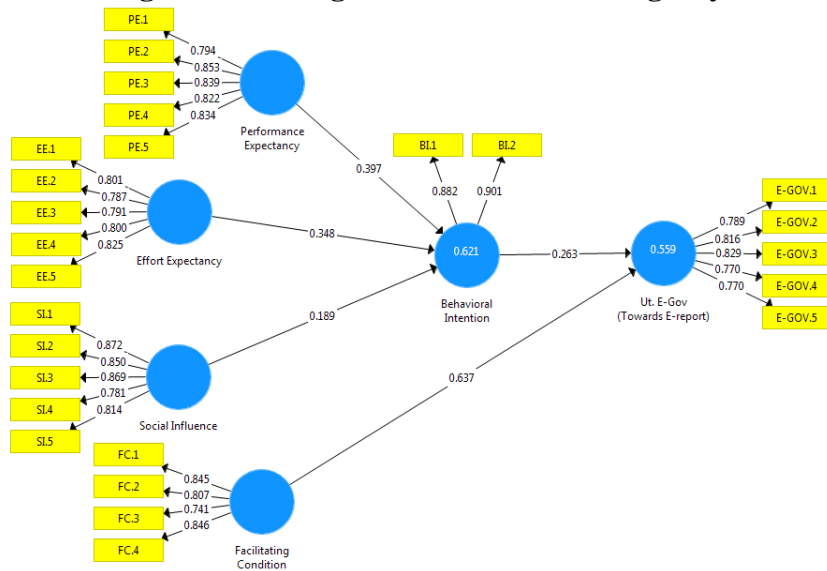 PE.1
PE.2
PE.3
PE.4
PE.5
0.794
0.853
0.839
0.822
0.834
Performance
Expectancy
0.397
EE.1
EE.2
EE.3
EE.4
EE.5
0.801
0.787
0.791
0.800
0.825
Effort Expectancy
0.348
SI.1
SI.2
SI.3
SI.4
SI.5
0.872
0.850
0.869
0.781
0.814
Social Influence
0.189
FC.1
FC.2
FC.3
FC.4
0.845
0.807
0.741
0.846
Facilitating
Condition
0.637
BI.1
BI.2
0.882
0.901
0.621
Behavioral
Intention
0.263
0.559
Ut. E-Gov
(Towards E-report)
0.789
0.816
0.829
0.770
0.770
E-GOV.1
E-GOV.2
E-GOV.3
E-GOV.4
E-GOV.5